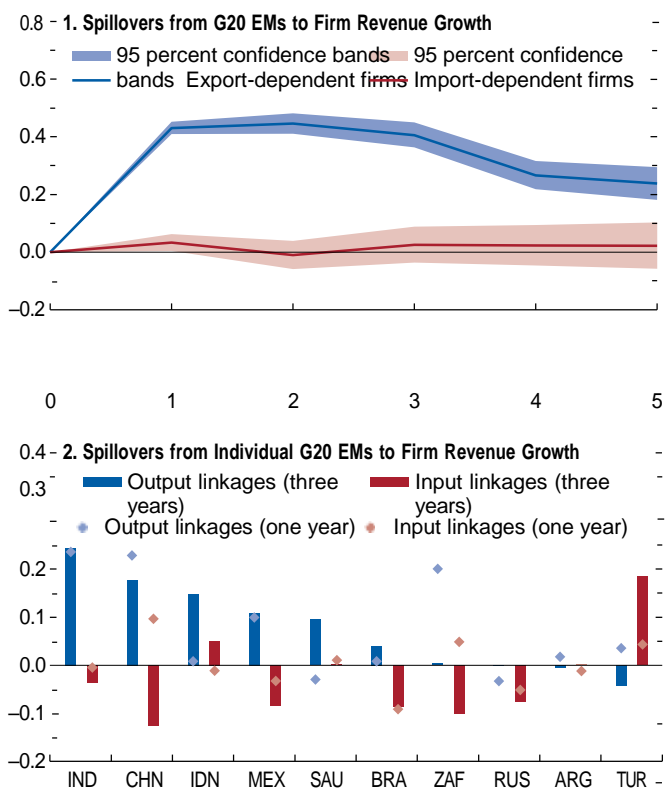 1. Spillovers from G20 EMs to Firm Revenue Growth
0.8
95 percent confidence bands 95 percent confidence
bands Export-dependent firms Import-dependent firms
0.6
0.4
0.2
0.0
–0.2
0 1 2 3 4 5
2. Spillovers from Individual G20 EMs to Firm Revenue Growth
0.4
0.3
Output linkages (three
years)
Input linkages (three
years)
Output linkages (one year) Input linkages (one year)
0.2
0.1
0.0
–0.1
–0.2
IND CHN IDN MEX SAU BRA ZAF RUS ARG TUR